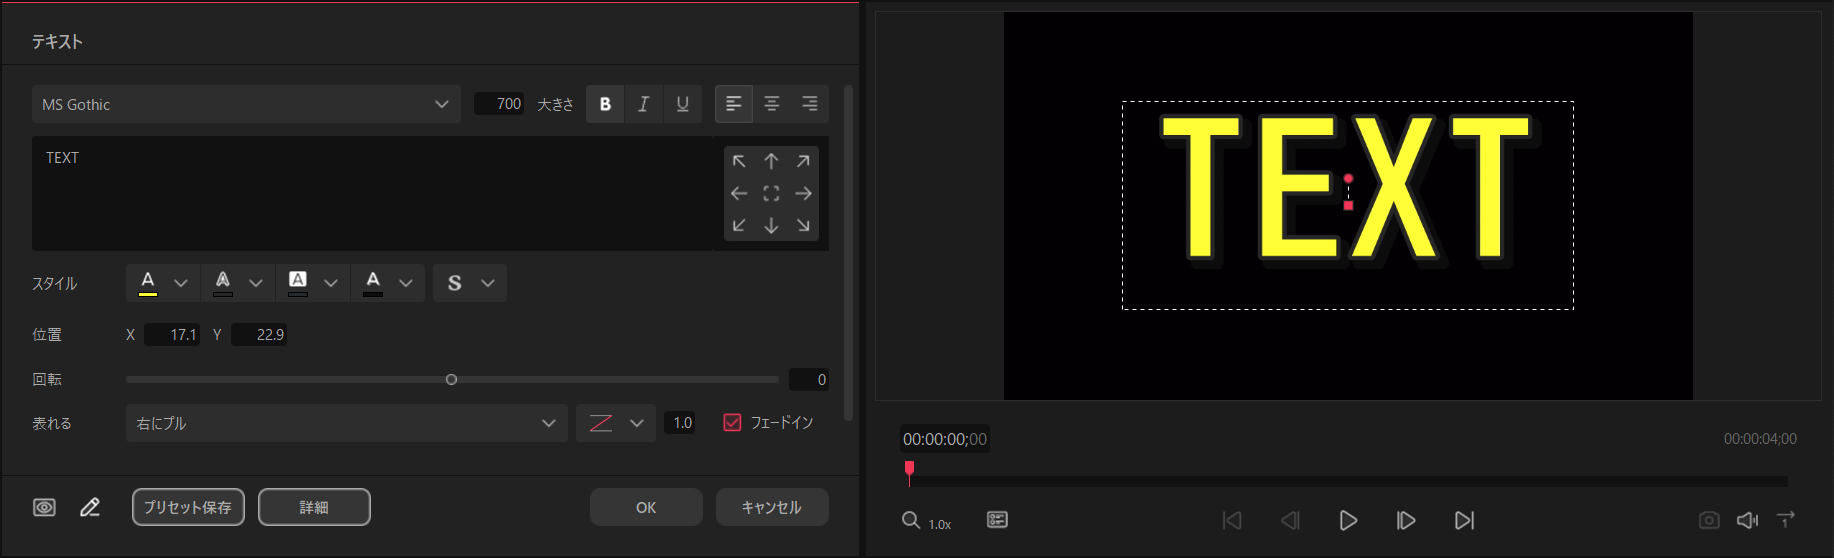 テキスト
MS Gothic
700 大きさ B I U
TEXT
スタイル A A A A S
位置 X 17.1 Y 22.9
回転 0
表れる 右にプル 1.0 フェードイン
プリセット保存 詳細 OK キャンセル
TEXT
00:00:00;00 00:00:04;00
1.0x
1